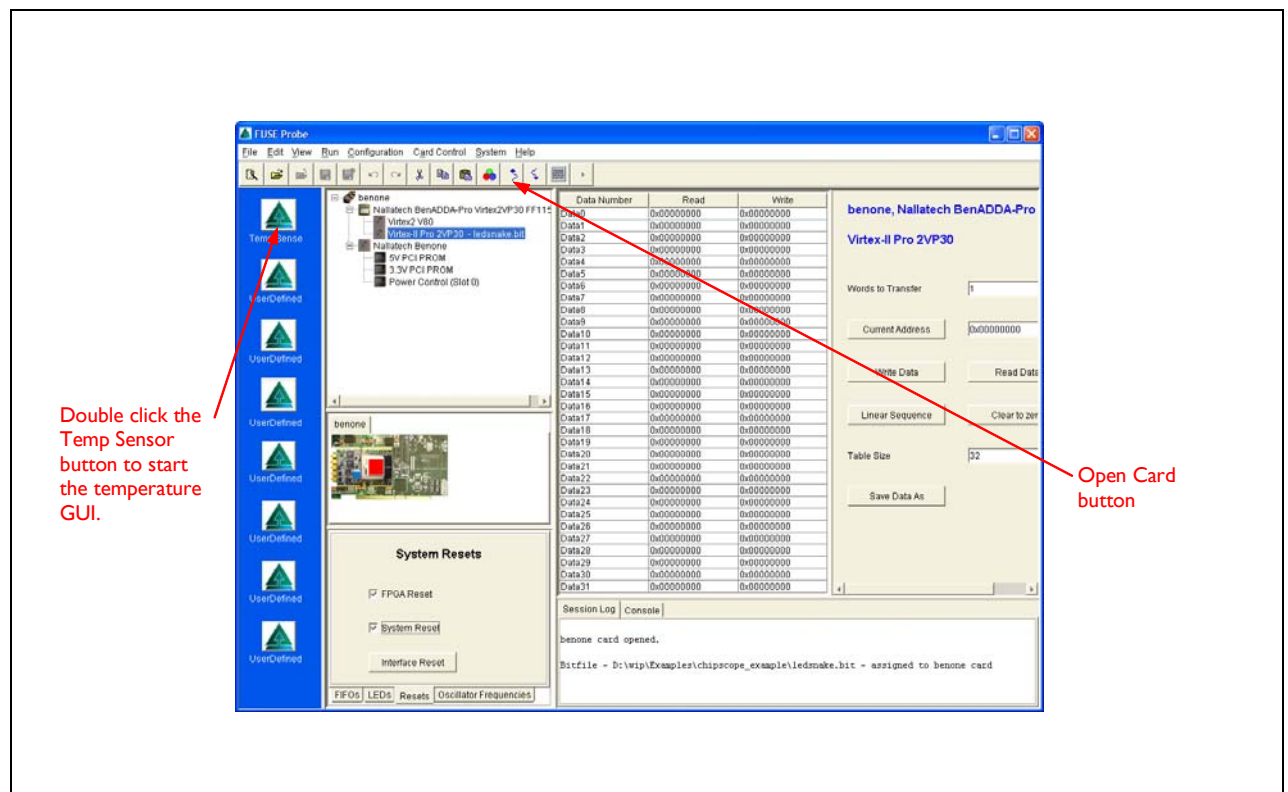 FUSE Probe
File Edit View Run Configuration Card Control System Help
Temp Sense
UserDefined
UserDefined
UserDefined
UserDefined
UserDefined
UserDefined
UserDefined
benone
Nallatech BenADDA-Pro Virtex2VP30 FF115
Virtex2 V80
Virtex-II Pro 2VP30 - ledsnake.bit
Nallatech Benone
5V PCI PROM
3.3V PCI PROM
Power Control (Slot 0)
benone
System Resets
FPGA Reset
System Reset
Interface Reset
FIFOs LEDs Resets Oscillator Frequencies
Data Number Read Write
Data0 0x00000000 0x00000000
Data1 0x00000000 0x00000000
Data2 0x00000000 0x00000000
Data3 0x00000000 0x00000000
Data4 0x00000000 0x00000000
Data5 0x00000000 0x00000000
Data6 0x00000000 0x00000000
Data7 0x00000000 0x00000000
Data8 0x00000000 0x00000000
Data9 0x00000000 0x00000000
Data10 0x00000000 0x00000000
Data11 0x00000000 0x00000000
Data12 0x00000000 0x00000000
Data13 0x00000000 0x00000000
Data14 0x00000000 0x00000000
Data15 0x00000000 0x00000000
Data16 0x00000000 0x00000000
Data17 0x00000000 0x00000000
Data18 0x00000000 0x00000000
Data19 0x00000000 0x00000000
Data20 0x00000000 0x00000000
Data21 0x00000000 0x00000000
Data22 0x00000000 0x00000000
Data23 0x00000000 0x00000000
Data24 0x00000000 0x00000000
Data25 0x00000000 0x00000000
Data26 0x00000000 0x00000000
Data27 0x00000000 0x00000000
Data28 0x00000000 0x00000000
Data29 0x00000000 0x00000000
Data30 0x00000000 0x00000000
Data31 0x00000000 0x00000000
benone, Nallatech BenADDA-Pro
Virtex-II Pro 2VP30
Words to Transfer 1
Current Address 0x00000000
Write Data Read Data
Linear Sequence Clear to zer
Table Size 32
Save Data As
Session Log Console
benone card opened.
Bitfile - D:\wip\Examples\chipscope_example\ledsnake.bit - assigned to benone card
Double click the
Temp Sensor
button to start
the temperature
GUI.
Open Card
button